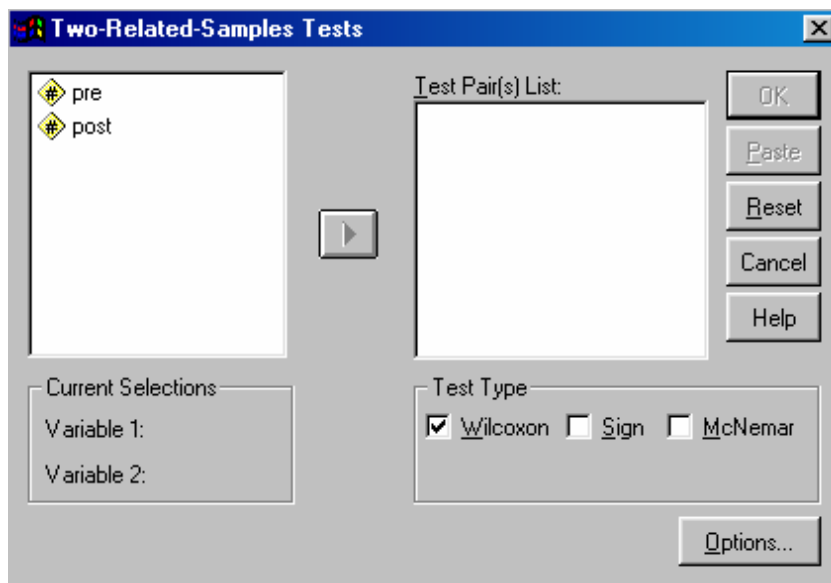 Two-Related-Samples Tests
pre
post
Test Pair(s) List:
OK
Paste
Reset
Cancel
Help
Current Selections
Variable 1:
Variable 2:
Test Type
Wilcoxon Sign McNemar
Options...